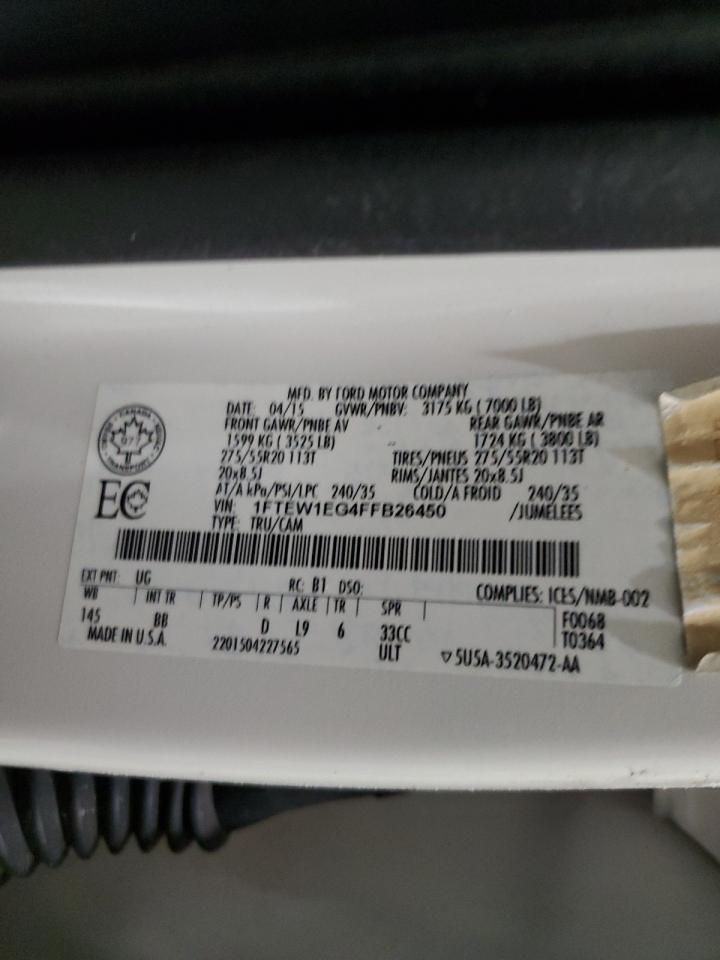 MFD. BY FORD MOTOR COMPANY
DATE: 04/15 GVWR/PNBV: 3175 KG ( 7000 LB)
FRONT GAWR/PNBE AV REAR GAWR/PNBE AR
1599 KG ( 3525 LB) 1724 KG ( 3800 LB)
275/55R20 113T TIRES/PNEUS 275/55R20 113T
20x8.5J RIMS/JANTES 20x8.5J
AT/A kPa/PSI/LPC 240/35 COLD/A FROID 240/35
VIN: 1FTEW1EG4FFB26450 /JUMELEES
TYPE: TRU/CAM
CANADA
TRANSPORT
EC
EXT PNT: UG RC: B1 DSO: COMPLIES: ICES/NMB-002
WB INT TR TP/PS R AXLE TR SPR F0068
145 BB D L9 6 33CC T0364
MADE IN U.S.A. 2201504227565 ULT ▽5U5A-3520472-AA